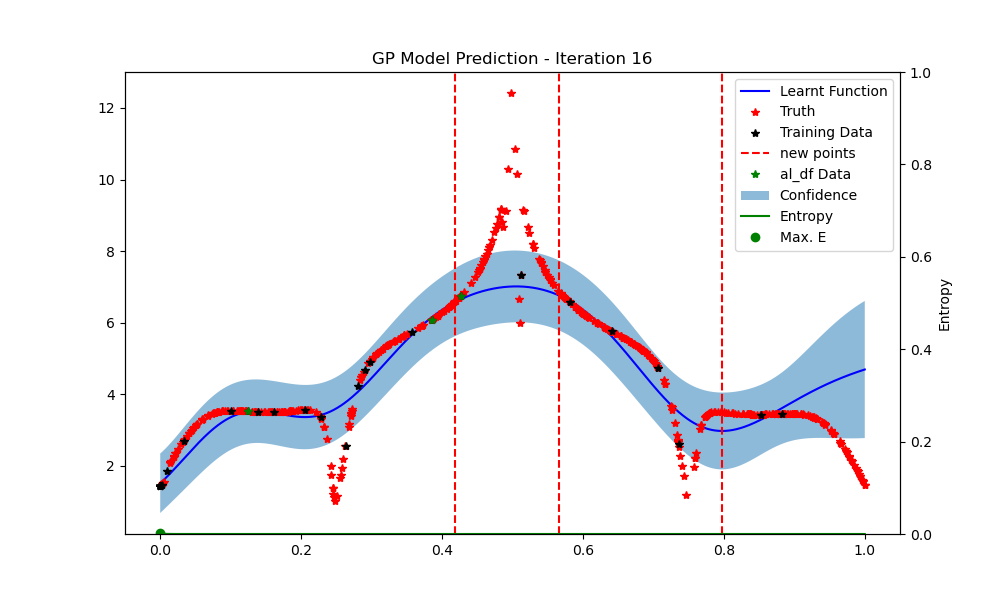 GP Model Prediction - Iteration 16
12
10
8
6
4
2
1.0
0.8
0.6
0.4
0.2
0.0
Entropy
Learnt Function
Truth
Training Data
new points
al_df Data
Confidence
Entropy
Max. E
0.0 0.2 0.4 0.6 0.8 1.0